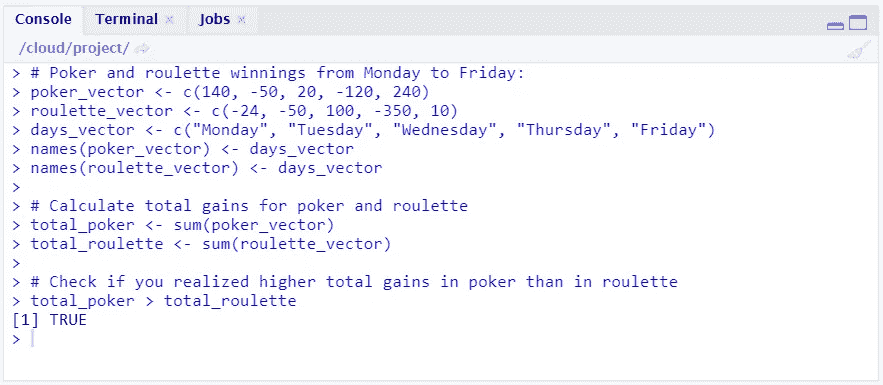 Console Terminal × Jobs ×
/cloud/project/
> # Poker and roulette winnings from Monday to Friday:
> poker_vector <- c(140, -50, 20, -120, 240)
> roulette_vector <- c(-24, -50, 100, -350, 10)
> days_vector <- c("Monday", "Tuesday", "Wednesday", "Thursday", "Friday")
> names(poker_vector) <- days_vector
> names(roulette_vector) <- days_vector
>
> # Calculate total gains for poker and roulette
> total_poker <- sum(poker_vector)
> total_roulette <- sum(roulette_vector)
>
> # Check if you realized higher total gains in poker than in roulette
> total_poker > total_roulette
[1] TRUE
>